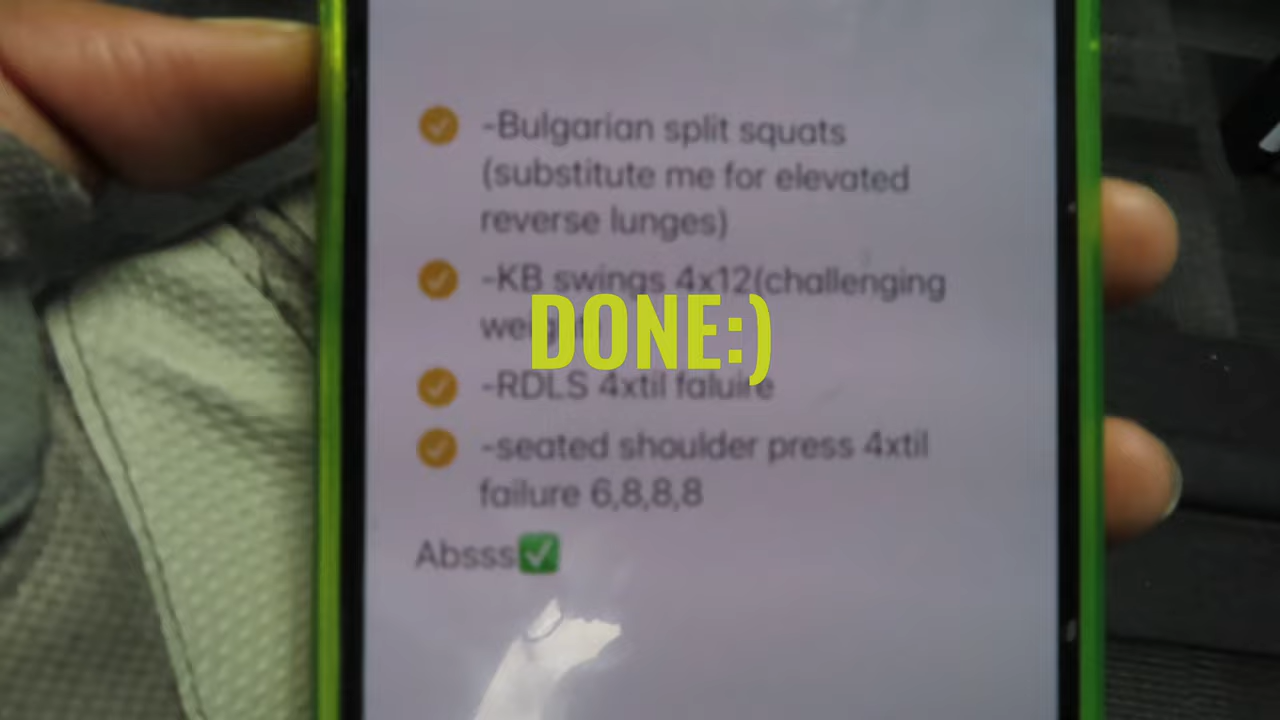 -Bulgarian split squats
(substitute me for elevated
reverse lunges)
-KB swings 4x12(challenging
weight)
DONE:)
-RDLS 4xtil faluire
-seated shoulder press 4xtil
failure 6,8,8,8
Absss✅